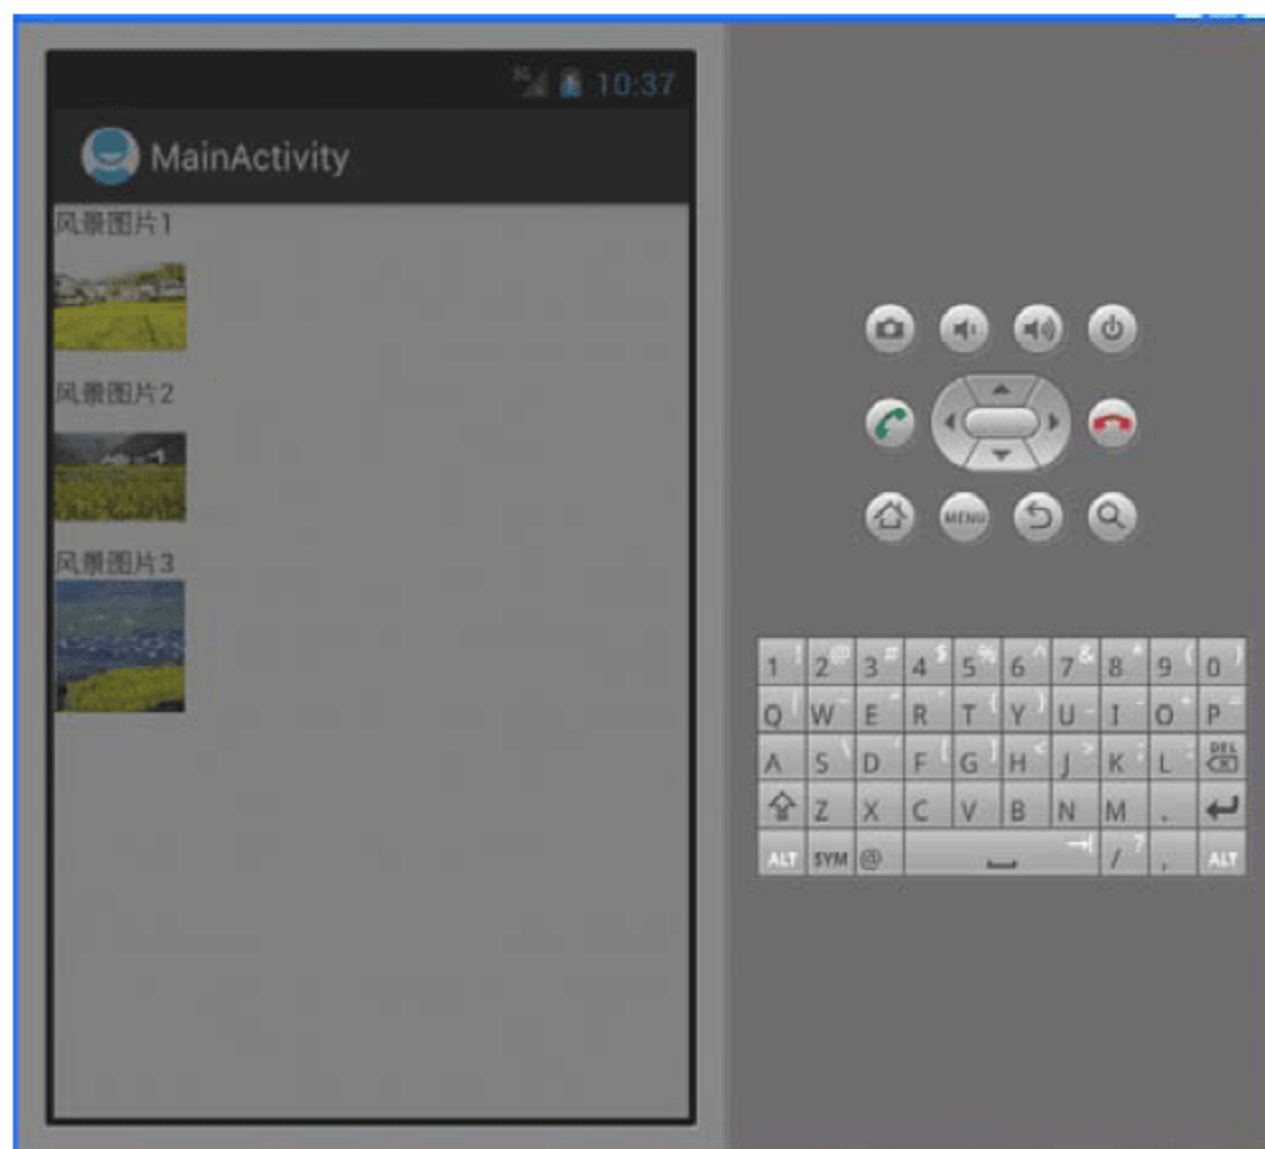 3G 10:37
MainActivity
风景图片1
风景图片2
风景图片3
MENU
1 ! 2 @ 3 # 4 $ 5 % 6 ^ 7 & 8 * 9 ( 0 )
Q | W ~ E " R ` T { Y } U _ I - O + P =
A S \ D ' F [ G ] H < J > K ; L : DEL
Z X C V B N M .
ALT SYM @ / ? , ALT